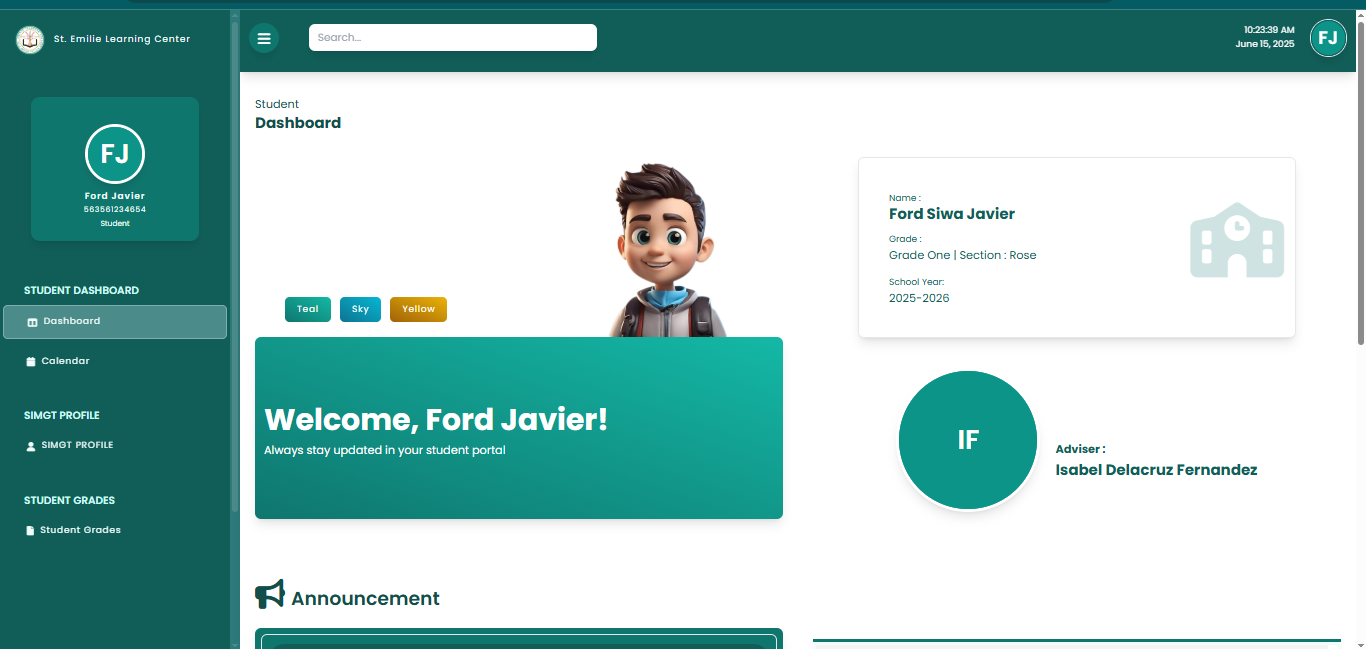 St. Emilie Learning Center
FJ
Ford Javier
563561234654
Student
STUDENT DASHBOARD
Dashboard
Calendar
SIMGT PROFILE
SIMGT PROFILE
STUDENT GRADES
Student Grades
Search...
10:23:39 AM
June 15, 2025
FJ
Student
Dashboard
Teal
Sky
Yellow
Welcome, Ford Javier!
Always stay updated in your student portal
Name :
Ford Siwa Javier
Grade :
Grade One | Section : Rose
School Year:
2025-2026
IF
Adviser :
Isabel Delacruz Fernandez
Announcement